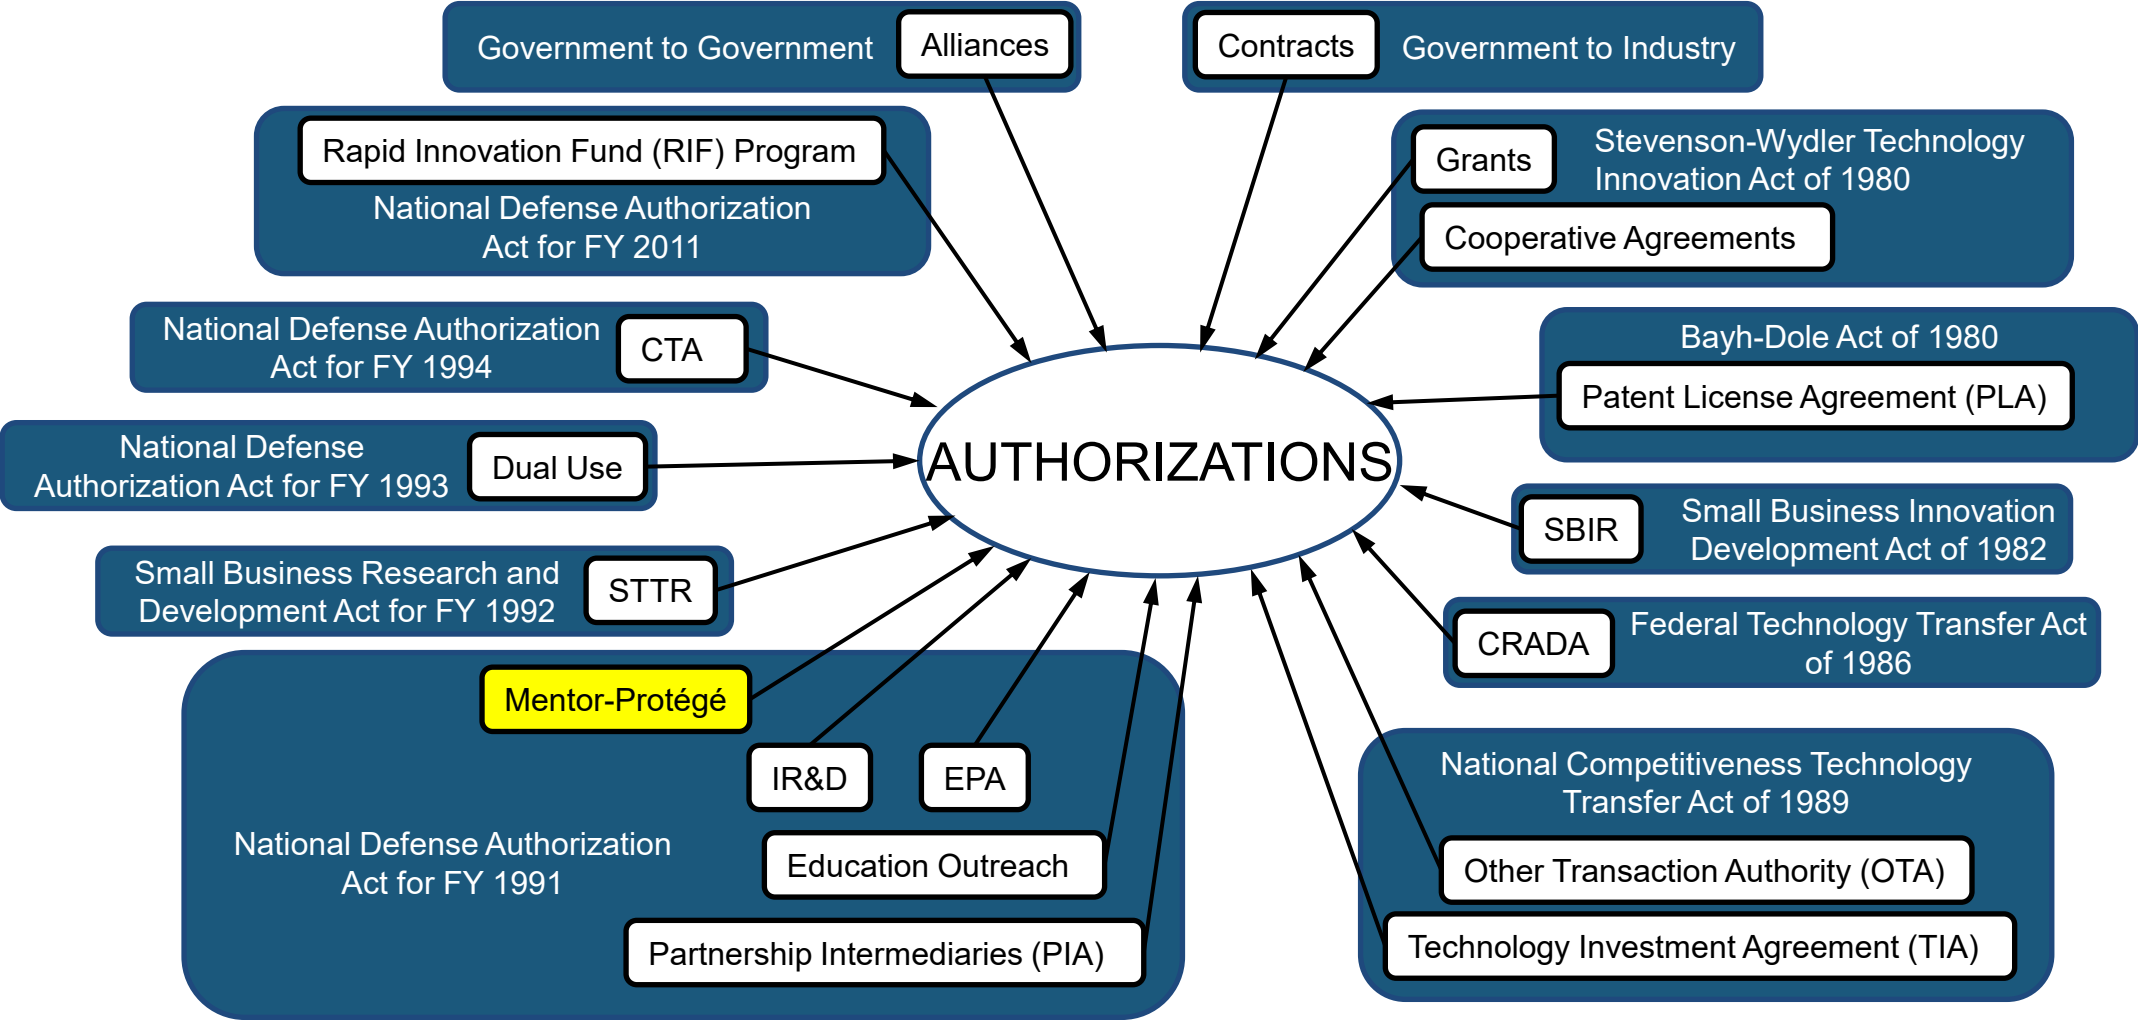 Government to Government
Alliances
Contracts
Government to Industry
Rapid Innovation Fund (RIF) Program
National Defense Authorization
Act for FY 2011
Grants
Stevenson-Wydler Technology
Innovation Act of 1980
Cooperative Agreements
National Defense Authorization
Act for FY 1994
CTA
Bayh-Dole Act of 1980
Patent License Agreement (PLA)
National Defense
Authorization Act for FY 1993
Dual Use
AUTHORIZATIONS
SBIR
Small Business Innovation
Development Act of 1982
Small Business Research and
Development Act for FY 1992
STTR
CRADA
Federal Technology Transfer Act
of 1986
Mentor-Protégé
IR&D
EPA
Education Outreach
National Defense Authorization
Act for FY 1991
Partnership Intermediaries (PIA)
National Competitiveness Technology
Transfer Act of 1989
Other Transaction Authority (OTA)
Technology Investment Agreement (TIA)